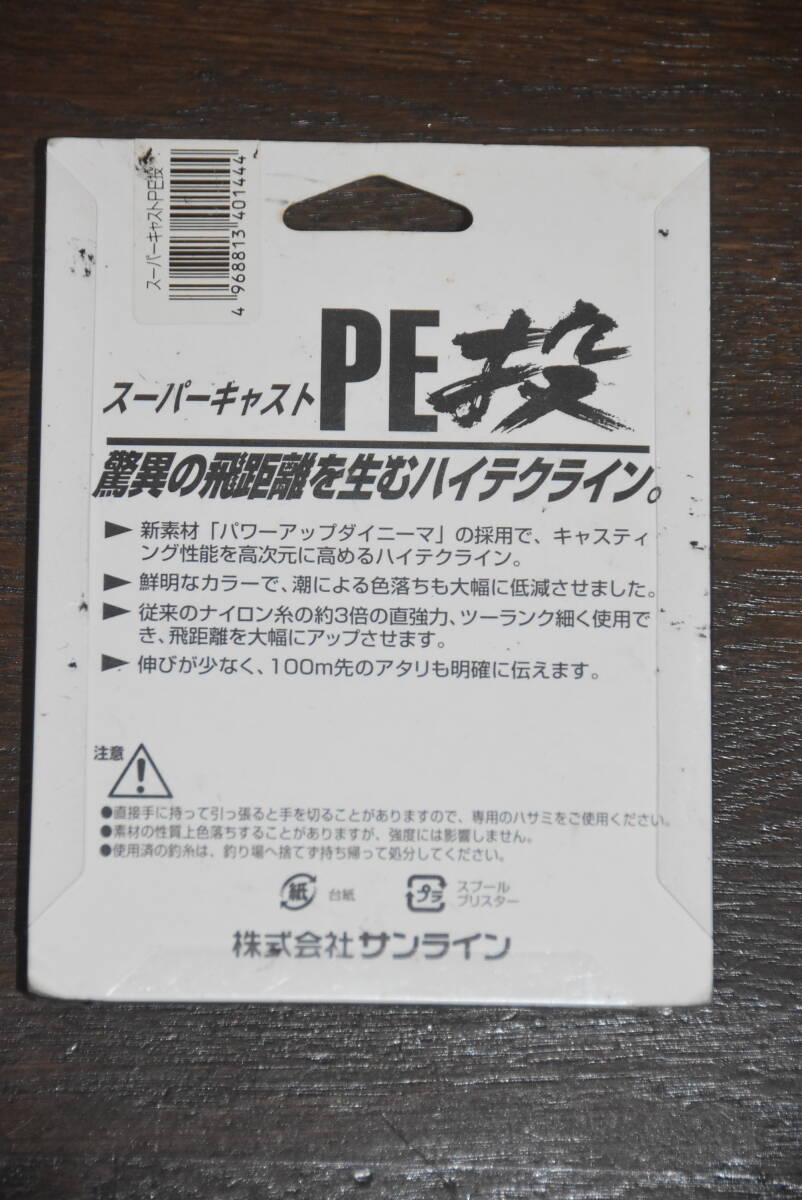 スーパーキャストPE投
4 968813 401444
スーパーキャスト PE投
驚異の飛距離を生むハイテクライン。
▶ 新素材「パワーアップダイニーマ」の採用で、キャスティ
ング性能を高次元に高めるハイテクライン。
▶ 鮮明なカラーで、潮による色落ちも大幅に低減させました。
▶ 従来のナイロン糸の約3倍の直強力、ツーランク細く使用で
き、飛距離を大幅にアップさせます。
▶ 伸びが少なく、100m先のアタリも明確に伝えます。
注意
●直接手に持って引っ張ると手を切ることがありますので、専用のハサミをご使用ください。
●素材の性質上色落ちすることがありますが、強度には影響しません。
●使用済の釣糸は、釣り場へ捨てず持ち帰って処分してください。
紙 台紙 プラ スプール
ブリスター
株式会社サンライン